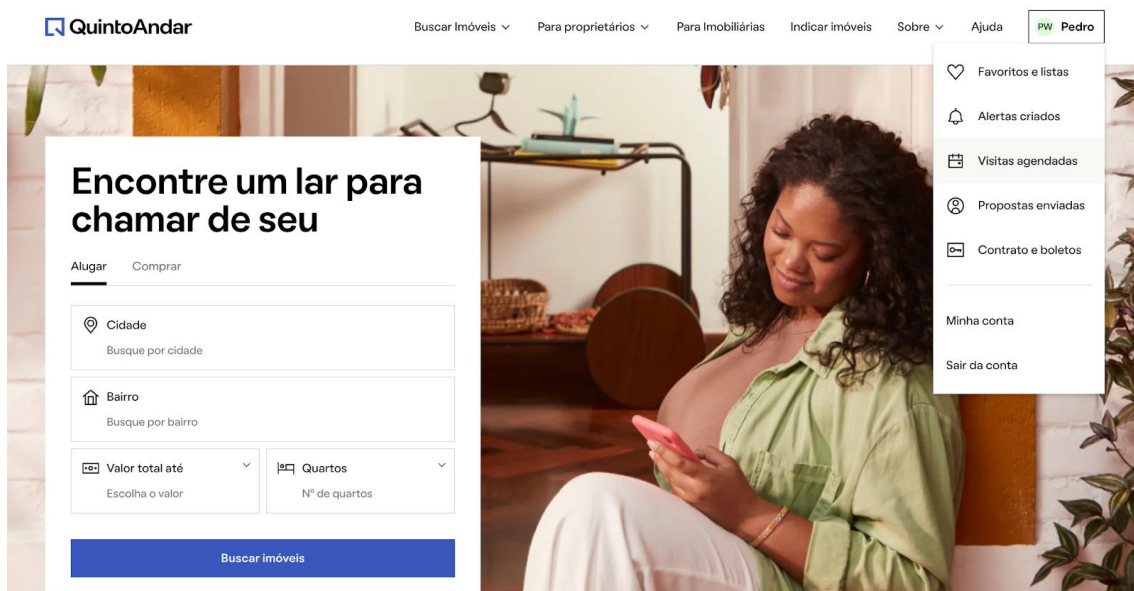 QuintoAndar
Buscar Imóveis
Para proprietários
Para Imobiliárias
Indicar imóveis
Sobre
Ajuda
PW Pedro
Favoritos e listas
Alertas criados
Visitas agendadas
Propostas enviadas
Contrato e boletos
Minha conta
Sair da conta
Encontre um lar para
chamar de seu
Alugar
Comprar
Cidade
Busque por cidade
Bairro
Busque por bairro
Valor total até
Escolha o valor
Quartos
Nº de quartos
Buscar imóveis